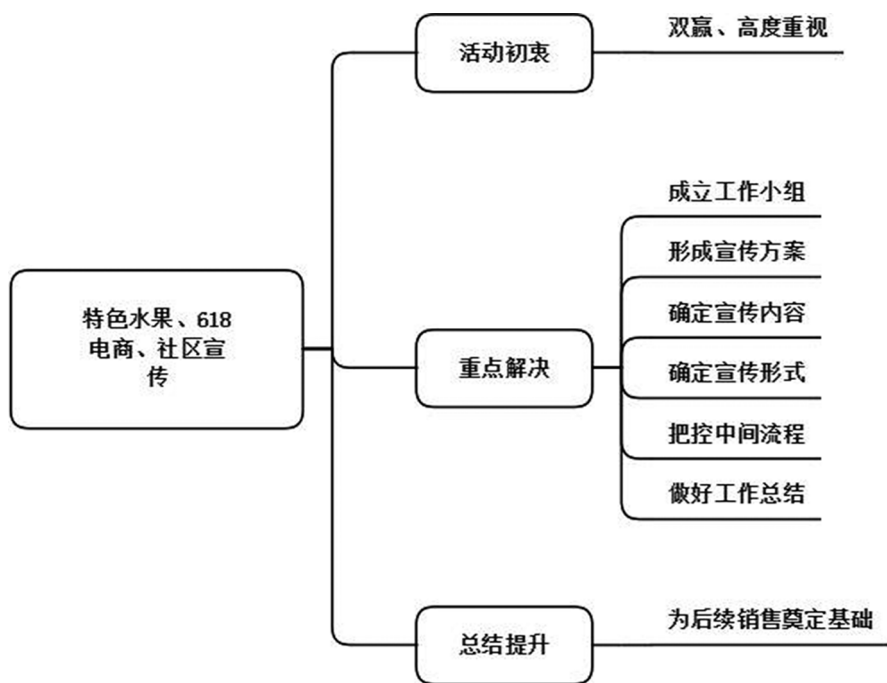 特色水果、618
电商、社区宣
传
活动初衷
双赢、高度重视
重点解决
成立工作小组
形成宣传方案
确定宣传内容
确定宣传形式
把控中间流程
做好工作总结
总结提升
为后续销售奠定基础